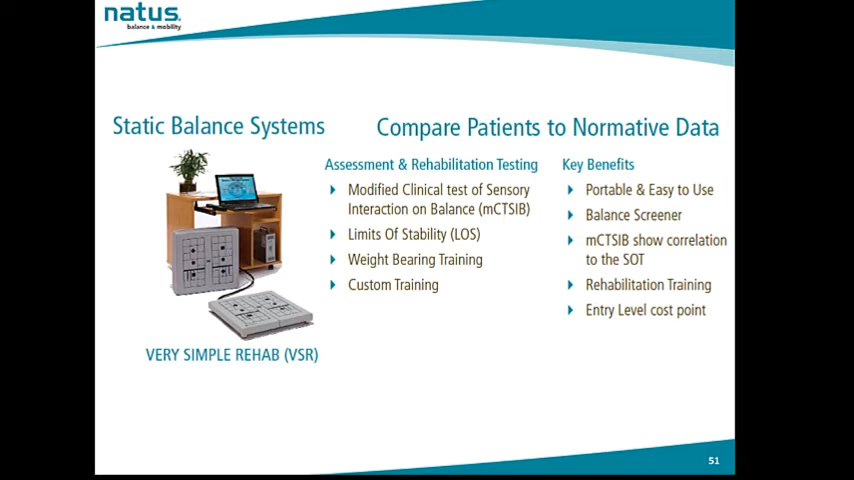 natus.
balance & mobility
Static Balance Systems
Compare Patients to Normative Data
Assessment & Rehabilitation Testing
Modified Clinical test of Sensory
Interaction on Balance (mCTSIB)
Limits Of Stability (LOS)
Weight Bearing Training
Custom Training
Key Benefits
Portable & Easy to Use
Balance Screener
mCTSIB show correlation
to the SOT
Rehabilitation Training
Entry Level cost point
VERY SIMPLE REHAB (VSR)
51